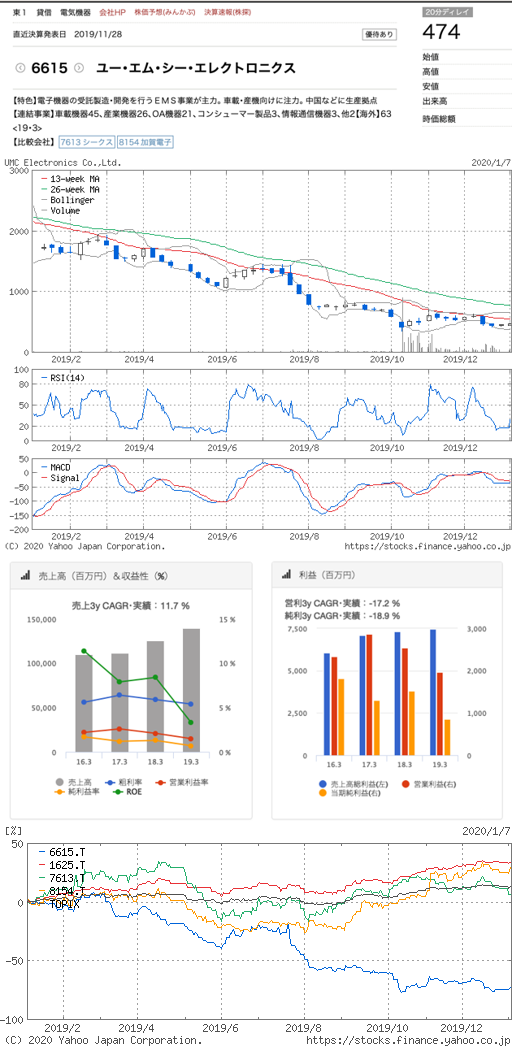 東1 貸借 電気機器 会社HP 株価予想(みんかぶ) 決算速報(株探)
20分ディレイ
直近決算発表日 2019/11/28
優待あり
474
6615 ユー・エム・シー・エレクトロニクス
始値
高値
安値
出来高
時価総額
【特色】電子機器の受託製造・開発を行うEMS事業が主力。車載・産機向けに注力。中国などに生産拠点
【連結事業】車載機器45、産業機器26、OA機器21、コンシューマー製品3、情報通信機器3、他2【海外】63
<19・3>
【比較会社】 7613 シークス 8154 加賀電子
UMC Electronics Co.,Ltd.
2020/1/7
3000
2000
1000
0
13-week MA
26-week MA
Bollinger
Volume
2019/2 2019/4 2019/6 2019/8 2019/10 2019/12
100
80
50
20
0
RSI(14)
2019/2 2019/4 2019/6 2019/8 2019/10 2019/12
50
0
-50
-100
-150
-200
MACD
Signal
2019/2 2019/4 2019/6 2019/8 2019/10 2019/12
(C) 2020 Yahoo Japan Corporation.
https://stocks.finance.yahoo.co.jp
売上高（百万円）＆収益性（%）
売上3y CAGR・実績：11.7 %
150,000
100,000
50,000
0
15 %
10 %
5 %
0 %
16.3 17.3 18.3 19.3
売上高 粗利率 営業利益率
純利益率 ROE
利益（百万円）
営利3y CAGR・実績：-17.2 %
純利3y CAGR・実績：-18.9 %
7,500
5,000
2,500
0
3,000
2,000
1,000
0
16.3 17.3 18.3 19.3
売上高総利益(左) 営業利益(右)
当期純利益(右)
[%]
2020/1/7
50
0
-50
-100
6615.T
1625.T
7613.T
8154.T
TOPIX
2019/2 2019/4 2019/6 2019/8 2019/10 2019/12
(C) 2020 Yahoo Japan Corporation.
https://stocks.finance.yahoo.co.jp